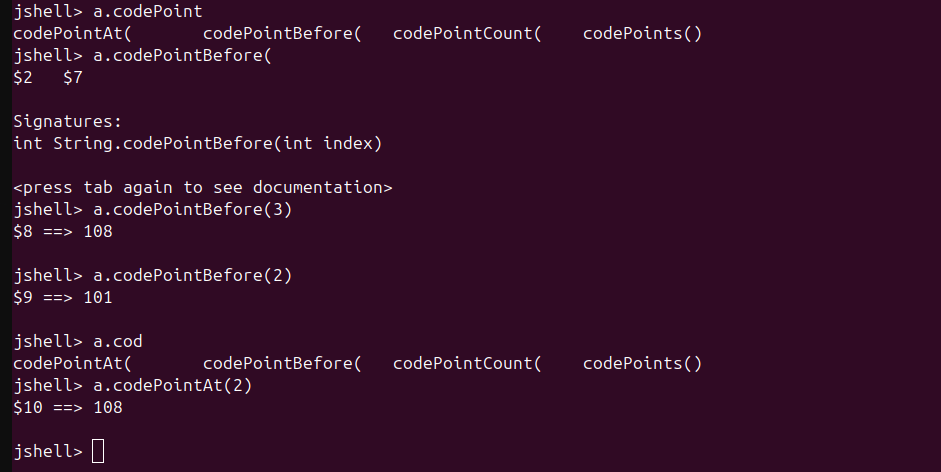 jshell> a.codePoint
codePointAt(       codePointBefore(   codePointCount(    codePoints()
jshell> a.codePointBefore(
$2   $7
Signatures:
int String.codePointBefore(int index)
<press tab again to see documentation>
jshell> a.codePointBefore(3)
$8 ==> 108
jshell> a.codePointBefore(2)
$9 ==> 101
jshell> a.cod
codePointAt(       codePointBefore(   codePointCount(    codePoints()
jshell> a.codePointAt(2)
$10 ==> 108
jshell>